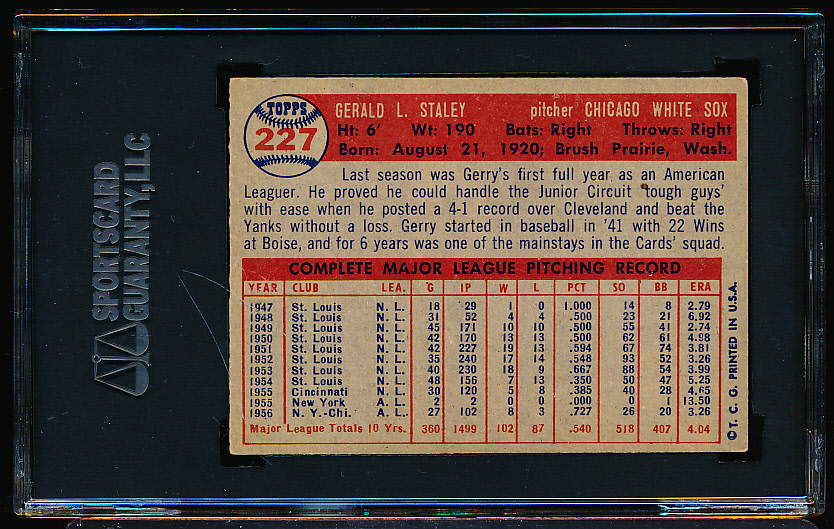 SPORTSCARD
GUARANTY, LLC
TOPPS
227
GERALD L. STALEY pitcher CHICAGO WHITE SOX
Ht: 6' Wt: 190 Bats: Right Throws: Right
Born: August 21, 1920; Brush Prairie, Wash.
Last season was Gerry's first full year as an American
Leaguer. He proved he could handle the Junior Circuit "tough guys'
with ease when he posted a 4-1 record over Cleveland and beat the
Yanks without a loss. Gerry started in baseball in '41 with 22 Wins
at Boise, and for 6 years was one of the mainstays in the Cards' squad.
COMPLETE MAJOR LEAGUE PITCHING RECORD
YEAR CLUB LEA. G IP W L PCT SO BB ERA
1947 St. Louis N. L. 18 29 1 0 1.000 14 8 2.79
1948 St. Louis N. L. 31 52 4 4 .500 23 21 6.92
1949 St. Louis N. L. 45 171 10 10 .500 55 41 2.74
1950 St. Louis N. L. 42 170 13 13 .500 62 61 4.98
1951 St. Louis N. L. 42 227 19 13 .594 67 74 3.81
1952 St. Louis N. L. 35 240 17 14 .548 93 52 3.26
1953 St. Louis N. L. 40 230 18 9 .667 88 54 3.99
1954 St. Louis N. L. 48 156 7 13 .350 50 47 5.25
1955 Cincinnati N. L. 30 120 5 8 .385 40 28 4.65
1955 New York A. L. 2 2 0 0 .000 0 1 13.50
1956 N. Y.-Chi. A. L. 27 102 8 3 .727 26 20 3.26
Major League Totals 10 Yrs. 360 1499 102 87 .540 518 407 4.04
© T. C. G. PRINTED IN U.S.A.